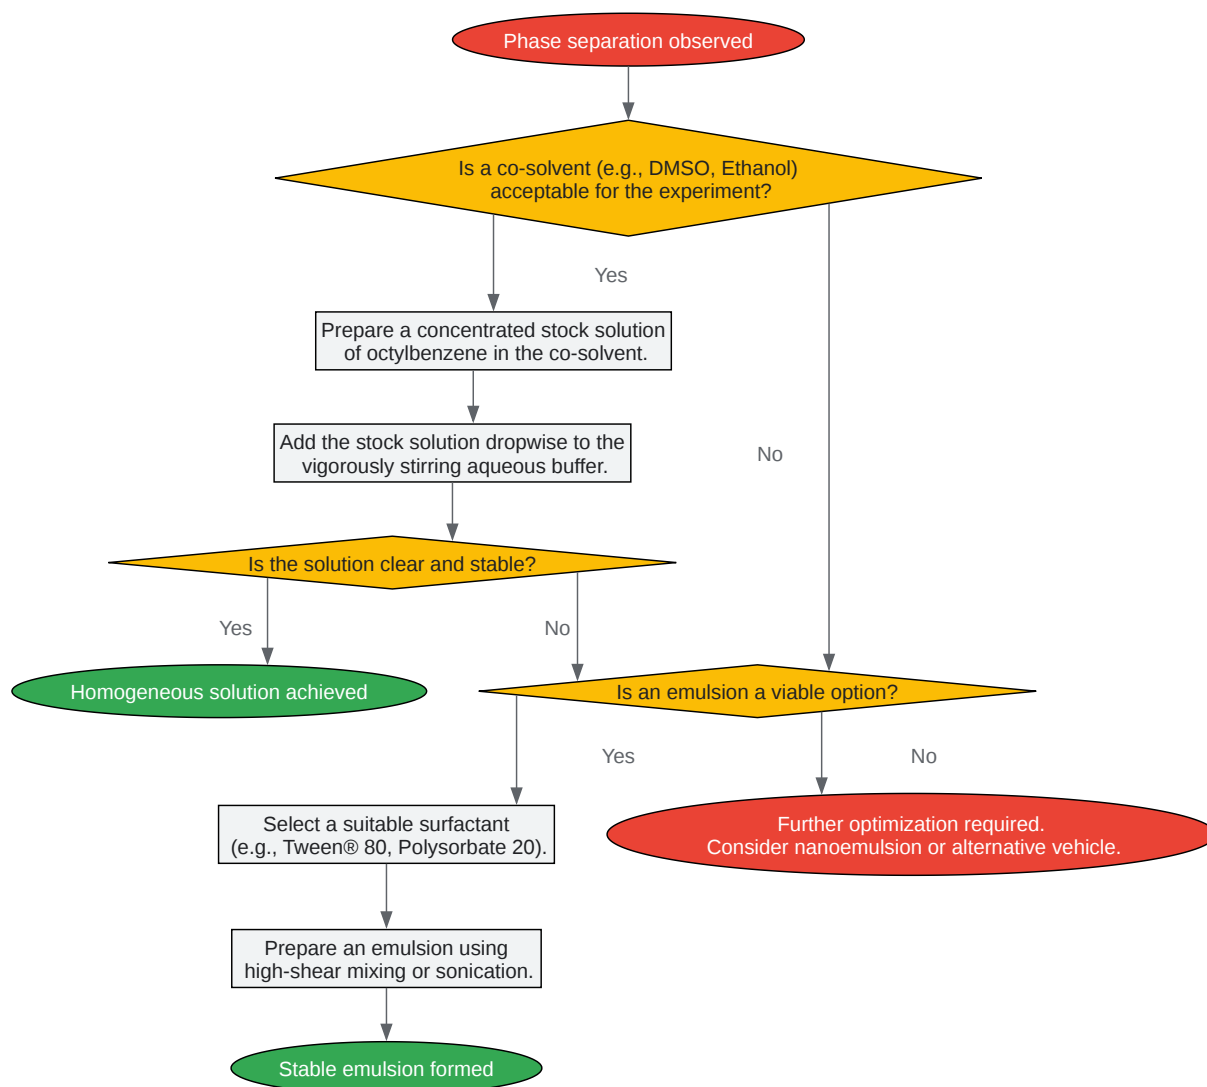 Phase separation observed
Is a co-solvent (e.g., DMSO, Ethanol)
acceptable for the experiment?
Yes
Prepare a concentrated stock solution
of octylbenzene in the co-solvent.
Add the stock solution dropwise to the
vigorously stirring aqueous buffer.
No
Is the solution clear and stable?
Yes
No
Homogeneous solution achieved
Is an emulsion a viable option?
Yes
No
Select a suitable surfactant
(e.g., Tween® 80, Polysorbate 20).
Further optimization required.
Consider nanoemulsion or alternative vehicle.
Prepare an emulsion using
high-shear mixing or sonication.
Stable emulsion formed